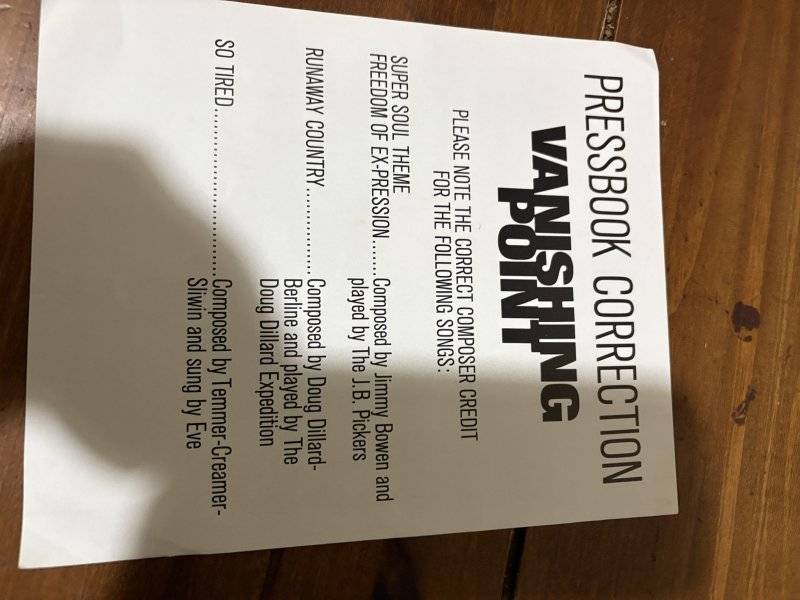 PRESSBOOK CORRECTION
VANISHING
POINT
PLEASE NOTE THE CORRECT COMPOSER CREDIT
FOR THE FOLLOWING SONGS:
SUPER SOUL THEME
FREEDOM OF EX-PRESSION........Composed by Jimmy Bowen and
played by The J.B. Pickers
RUNAWAY COUNTRY................Composed by Doug Dillard-
Berline and played by The
Doug Dillard Expedition
SO TIRED..............................Composed by Temmer-Creamer-
Sliwin and sung by Eve